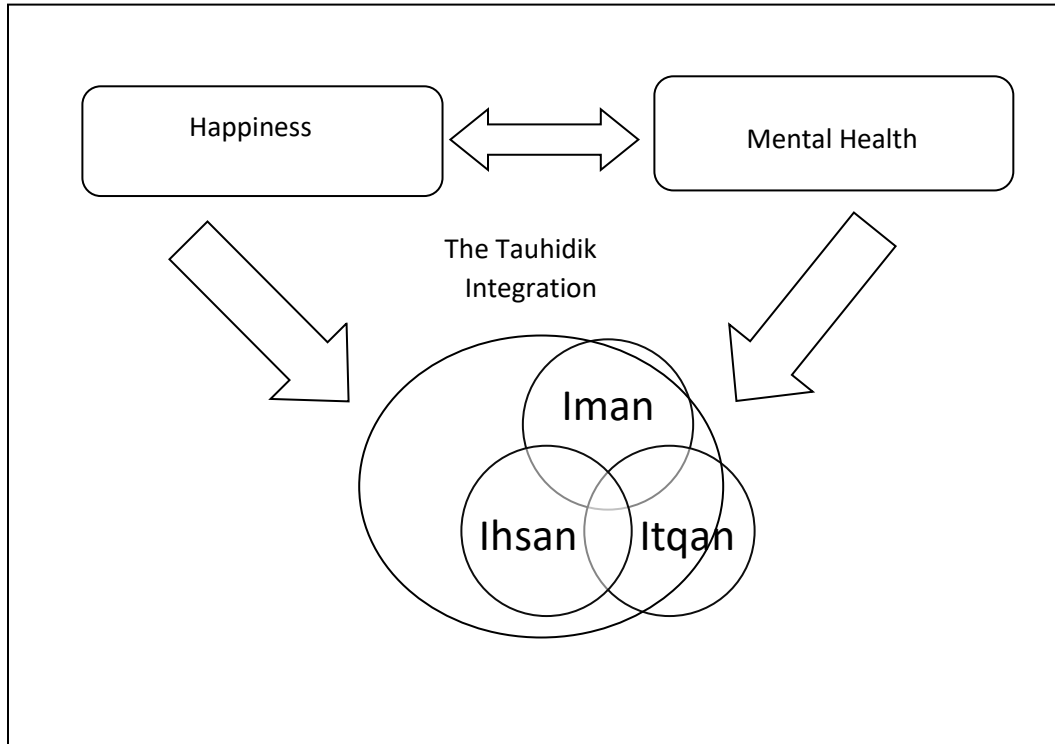 Happiness
Mental Health
The Tauhidik
Integration
Iman
Ihsan
Itqan